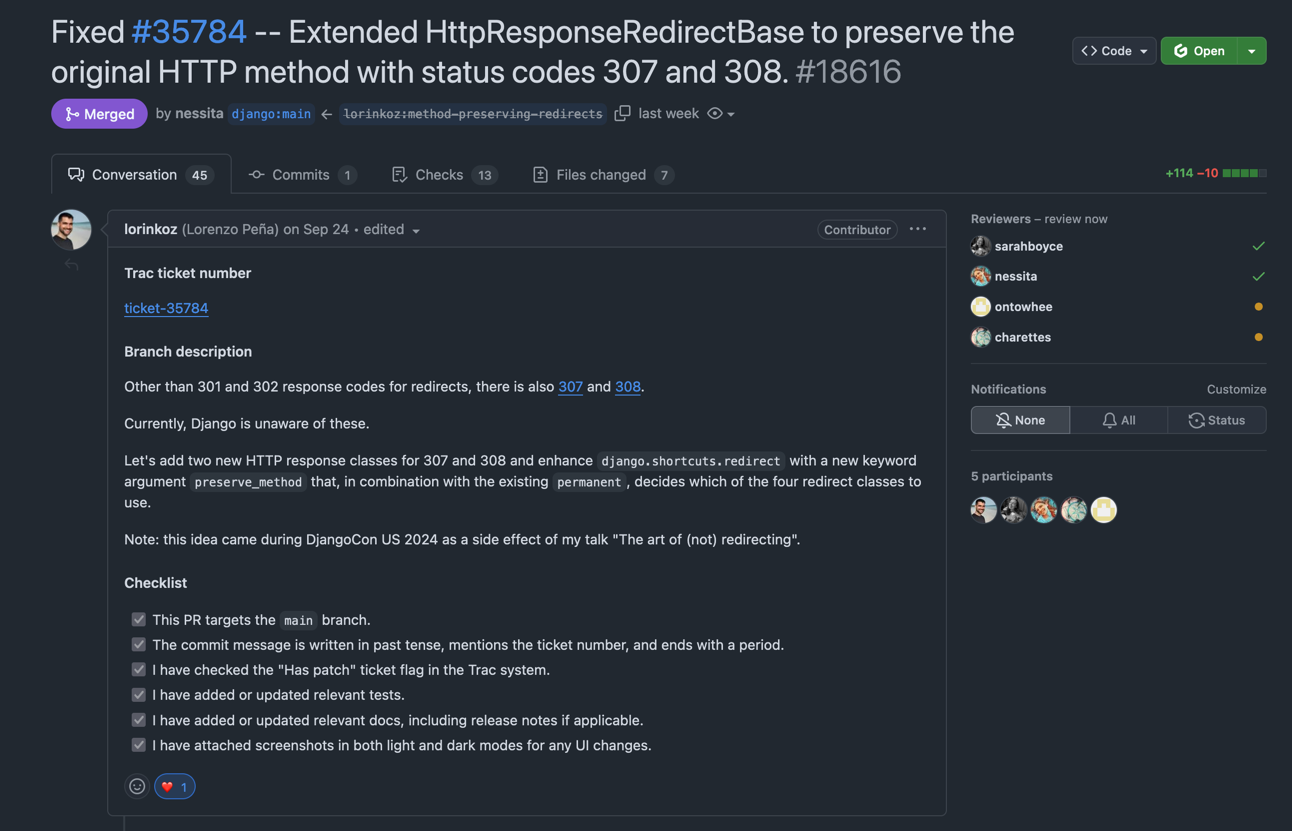 Fixed #35784 -- Extended HttpResponseRedirectBase to preserve the
original HTTP method with status codes 307 and 308. #18616
<> Code
Open
Merged by nessita django:main ← lorinkoz:method-preserving-redirects last week
Conversation 45
Commits 1
Checks 13
Files changed 7
+114 −10
lorinkoz (Lorenzo Peña) on Sep 24 • edited
Contributor
Trac ticket number
ticket-35784
Branch description
Other than 301 and 302 response codes for redirects, there is also 307 and 308.
Currently, Django is unaware of these.
Let's add two new HTTP response classes for 307 and 308 and enhance django.shortcuts.redirect with a new keyword
argument preserve_method that, in combination with the existing permanent, decides which of the four redirect classes to
use.
Note: this idea came during DjangoCon US 2024 as a side effect of my talk "The art of (not) redirecting".
Checklist
This PR targets the main branch.
The commit message is written in past tense, mentions the ticket number, and ends with a period.
I have checked the "Has patch" ticket flag in the Trac system.
I have added or updated relevant tests.
I have added or updated relevant docs, including release notes if applicable.
I have attached screenshots in both light and dark modes for any UI changes.
1
Reviewers – review now
sarahboyce
nessita
ontowhee
charettes
Notifications
Customize
None
All
Status
5 participants